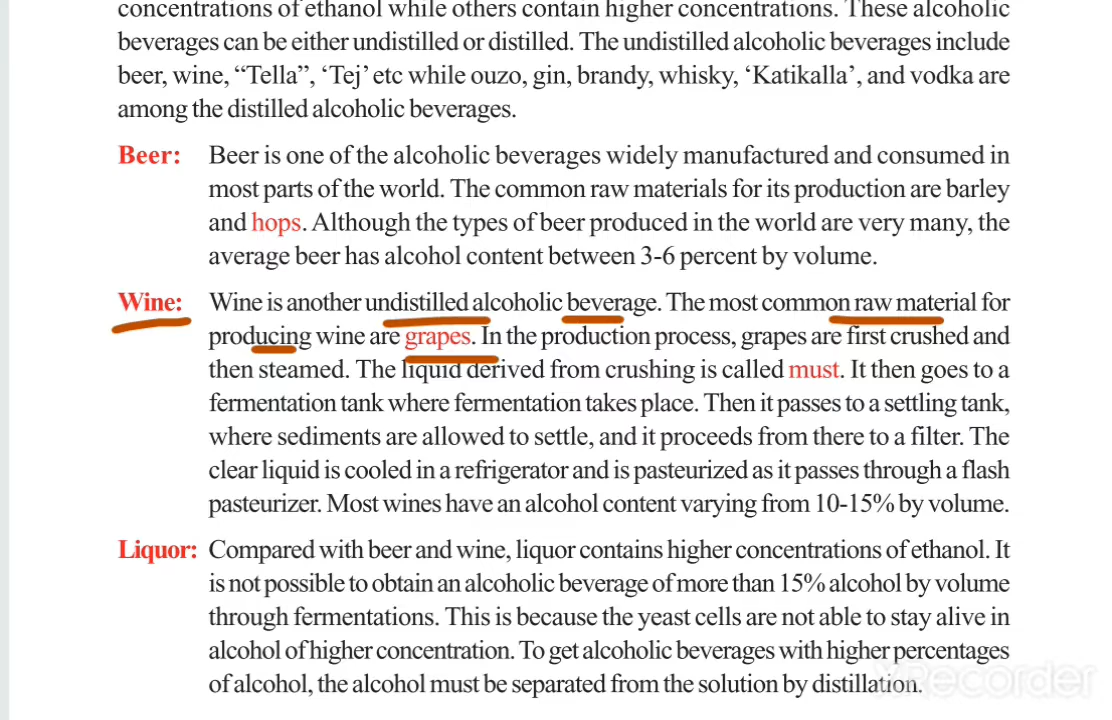 concentrations of ethanol while others contain higher concentrations. These alcoholic
beverages can be either undistilled or distilled. The undistilled alcoholic beverages include
beer, wine, “Tella”, ‘Tej’ etc while ouzo, gin, brandy, whisky, ‘Katikalla’, and vodka are
among the distilled alcoholic beverages.
Beer: Beer is one of the alcoholic beverages widely manufactured and consumed in
most parts of the world. The common raw materials for its production are barley
and hops. Although the types of beer produced in the world are very many, the
average beer has alcohol content between 3-6 percent by volume.
Wine: Wine is another undistilled alcoholic beverage. The most common raw material for
producing wine are grapes. In the production process, grapes are first crushed and
then steamed. The liquid derived from crushing is called must. It then goes to a
fermentation tank where fermentation takes place. Then it passes to a settling tank,
where sediments are allowed to settle, and it proceeds from there to a filter. The
clear liquid is cooled in a refrigerator and is pasteurized as it passes through a flash
pasteurizer. Most wines have an alcohol content varying from 10-15% by volume.
Liquor: Compared with beer and wine, liquor contains higher concentrations of ethanol. It
is not possible to obtain an alcoholic beverage of more than 15% alcohol by volume
through fermentations. This is because the yeast cells are not able to stay alive in
alcohol of higher concentration. To get alcoholic beverages with higher percentages
of alcohol, the alcohol must be separated from the solution by distillation.
XRecorder